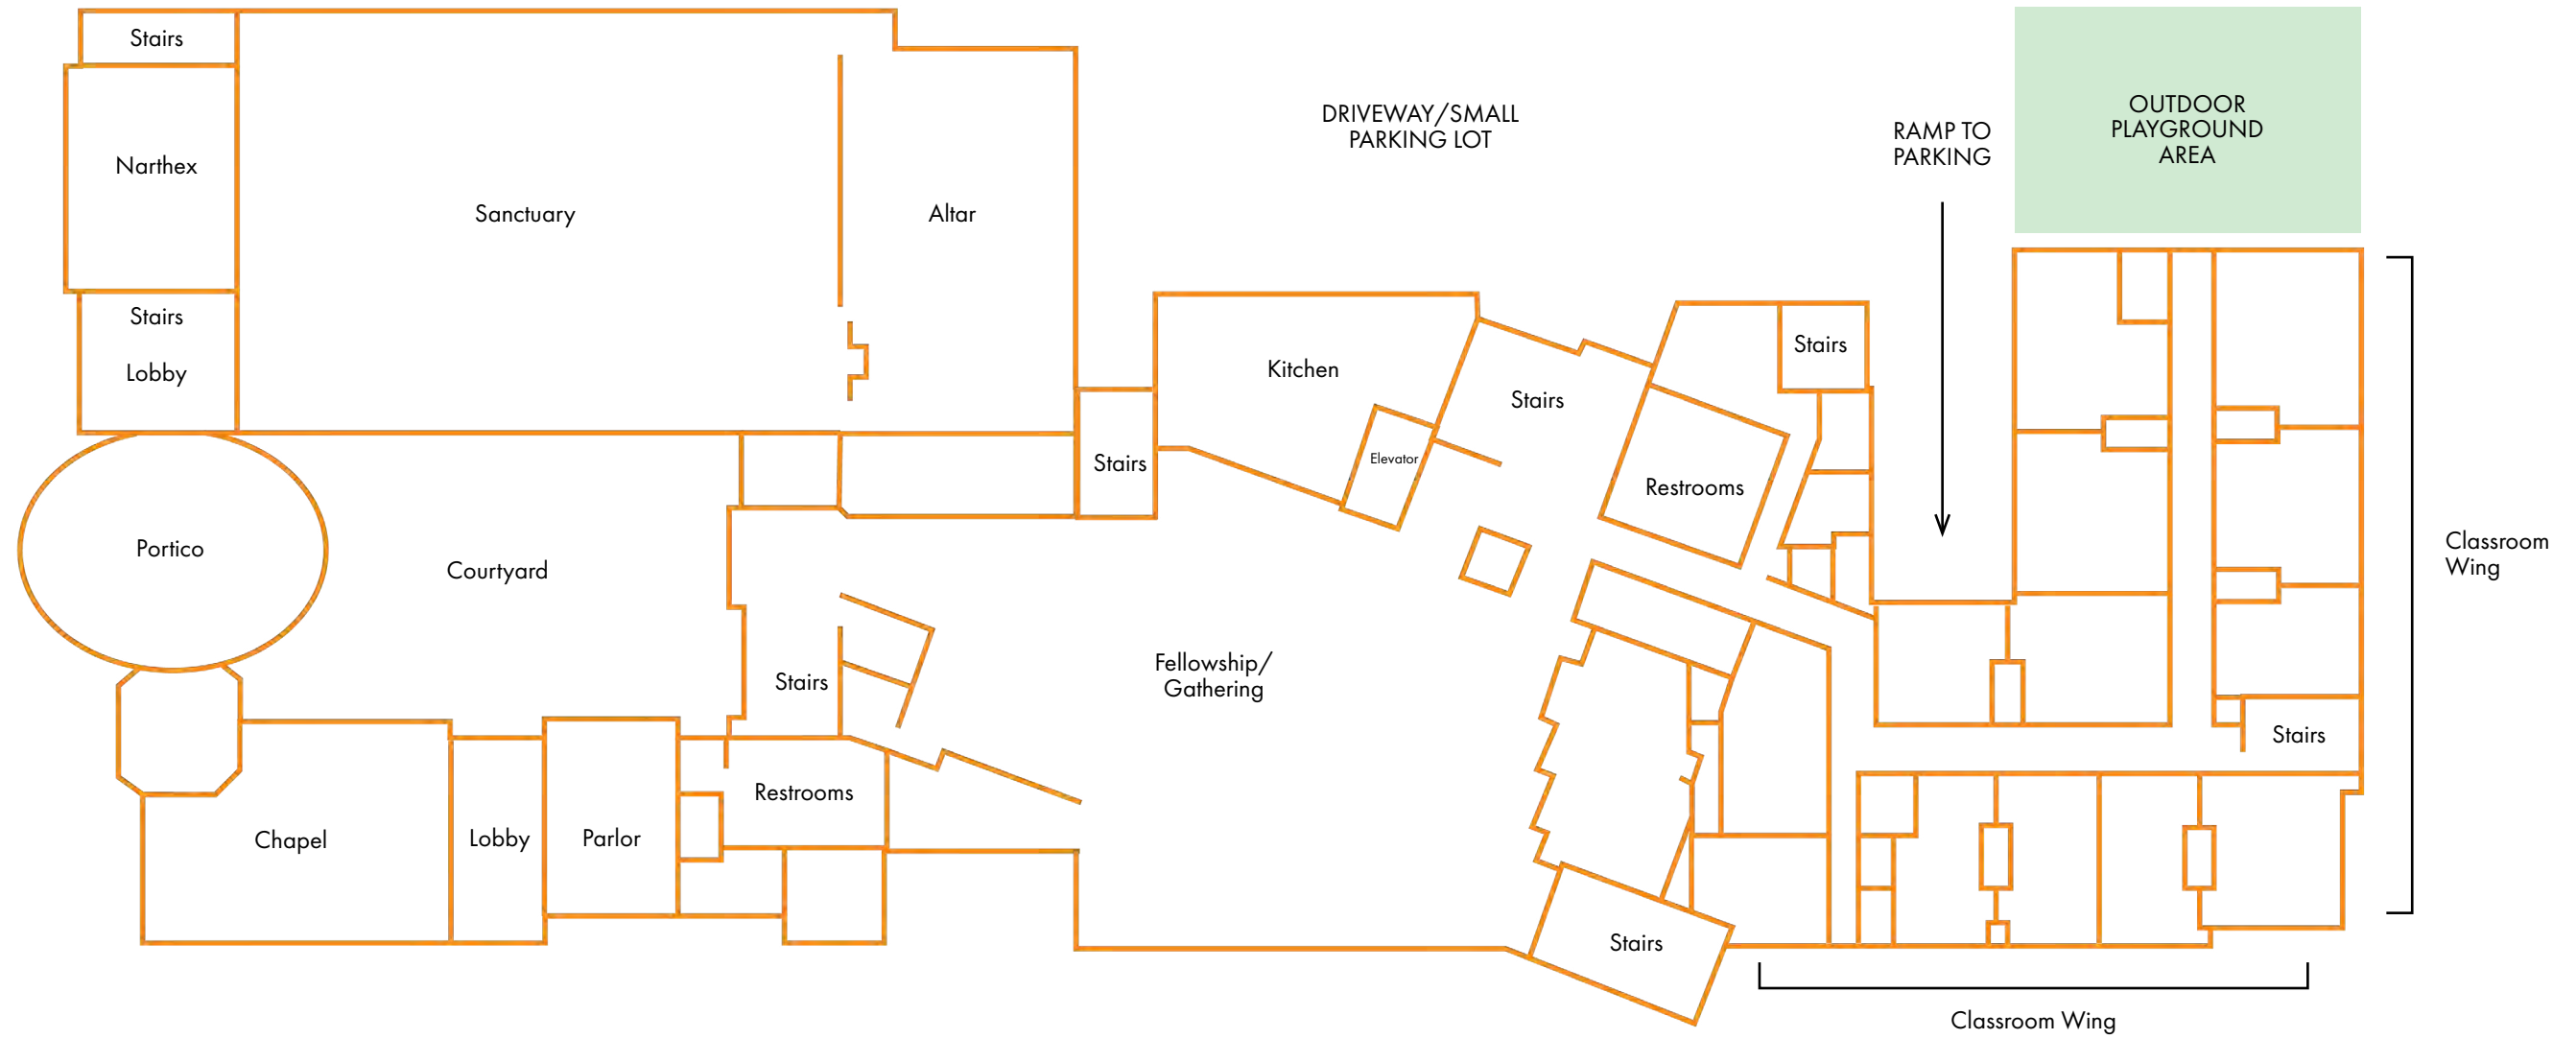 Stairs
Narthex
Stairs
Lobby
Sanctuary
Altar
DRIVEWAY/SMALL
PARKING LOT
RAMP TO
PARKING
OUTDOOR
PLAYGROUND
AREA
Kitchen
Elevator
Stairs
Stairs
Stairs
Restrooms
Portico
Courtyard
Stairs
Fellowship/
Gathering
Classroom
Wing
Stairs
Chapel
Lobby
Parlor
Restrooms
Stairs
Classroom Wing